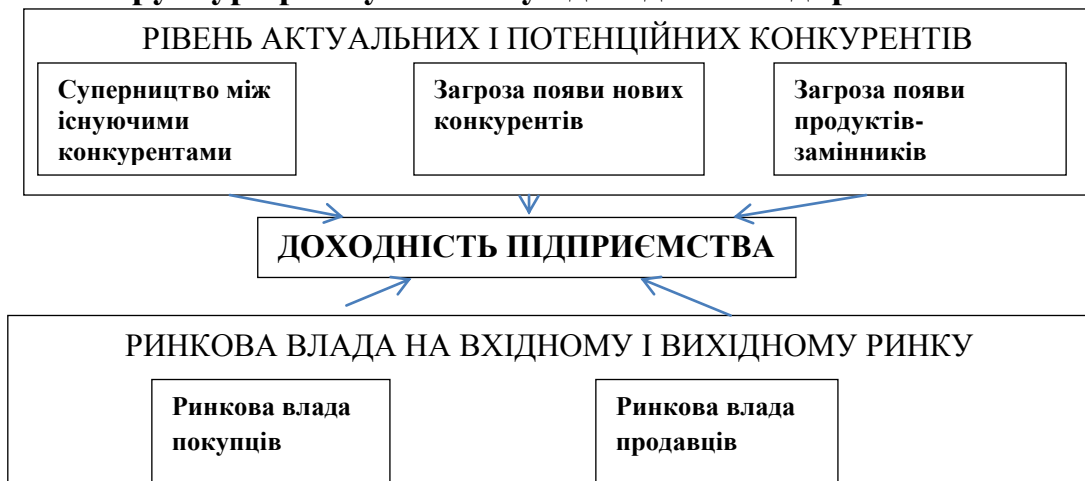 РІВЕНЬ АКТУАЛЬНИХ І ПОТЕНЦІЙНИХ КОНКУРЕНТІВ
Суперництво між
існуючими
конкурентами
Загроза появи нових
конкурентів
Загроза появи
продуктів-
замінників
ДОХОДНІСТЬ ПІДПРИЄМСТВА
РИНКОВА ВЛАДА НА ВХІДНОМУ І ВИХІДНОМУ РИНКУ
Ринкова влада
покупців
Ринкова влада
продавців